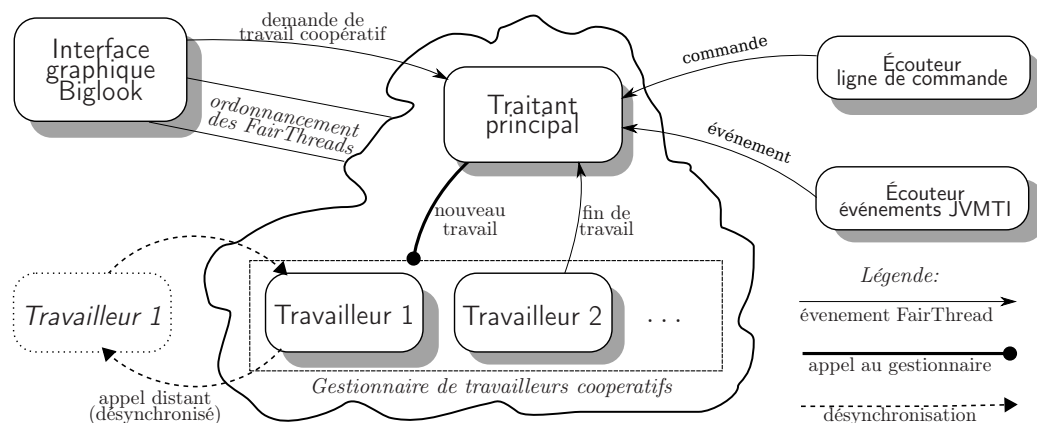 Interface
graphique
Biglook
demande de
travail coopératif
ordonnancement
des FairThreads
Traitant
principal
commande
Écouteur
ligne de commande
événement
Écouteur
événements JVMTI
nouveau
travail
fin de
travail
Travailleur 1
Travailleur 1
Travailleur 2
. . .
Gestionnaire de travailleurs cooperatifs
appel distant
(désynchronisé)
Légende:
évenement FairThread
appel au gestionnaire
désynchronisation